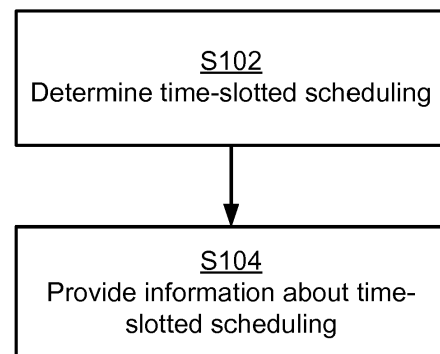 S102
Determine time-slotted scheduling
S104
Provide information about time-
slotted scheduling